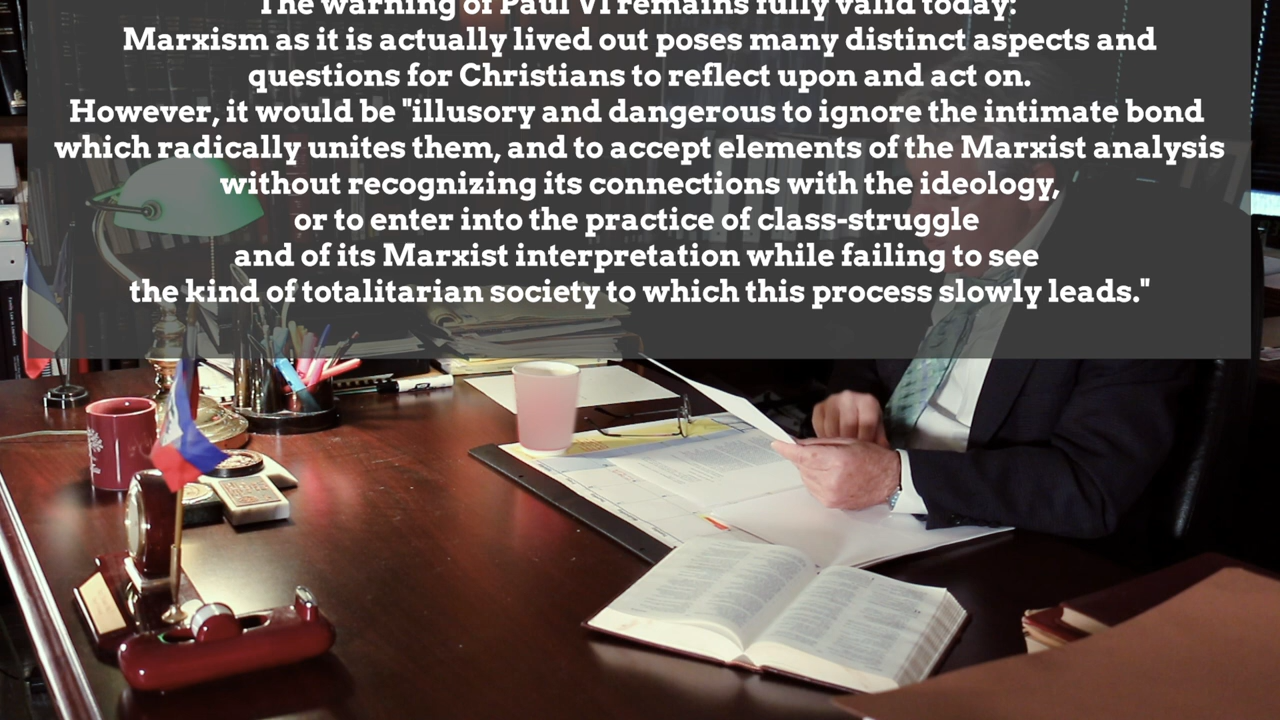 The warning of Paul VI remains fully valid today:
Marxism as it is actually lived out poses many distinct aspects and
questions for Christians to reflect upon and act on.
However, it would be "illusory and dangerous to ignore the intimate bond
which radically unites them, and to accept elements of the Marxist analysis
without recognizing its connections with the ideology,
or to enter into the practice of class-struggle
and of its Marxist interpretation while failing to see
the kind of totalitarian society to which this process slowly leads."